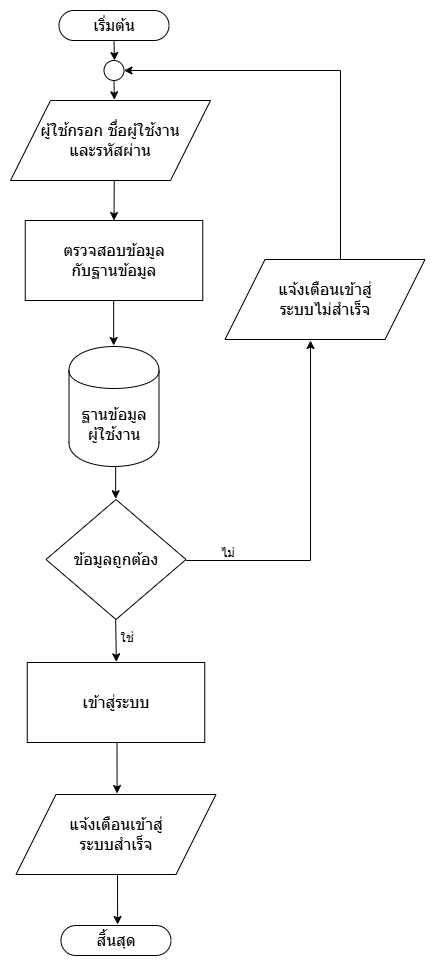 เริ่มต้น
ผู้ใช้กรอก ชื่อผู้ใช้งาน
และรหัสผ่าน
ตรวจสอบข้อมูล
กับฐานข้อมูล
แจ้งเตือนเข้าสู่
ระบบไม่สำเร็จ
ฐานข้อมูล
ผู้ใช้งาน
ข้อมูลถูกต้อง
ไม่
ใช่
เข้าสู่ระบบ
แจ้งเตือนเข้าสู่
ระบบสำเร็จ
สิ้นสุด